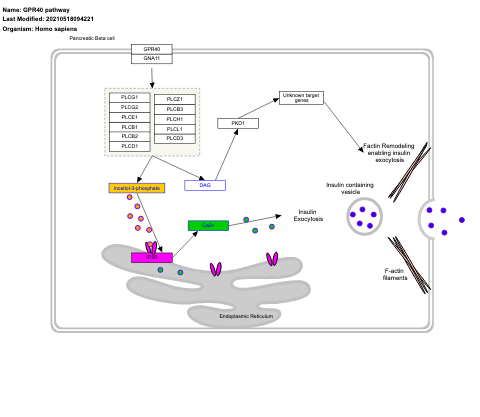 Name: GPR40 pathway
Last Modified: 20210518094221
Organism: Homo sapiens
Pancreatic Beta cell
GPR40
GNA11
PLCG1
PLCG2
PLCE1
PLCB1
PLCB2
PLCD1
PLCZ1
PLCB3
PLCH1
PLCL1
PLCD3
Unknown target
genes
PKD1
Factin Remodeling
enabling insulin
exocytosis
Inositol-3-phosphate
DAG
Insulin containing
vesicle
Insulin
Exocytosis
Ca2+
F-actin
filaments
Endoplasmic Reticulum